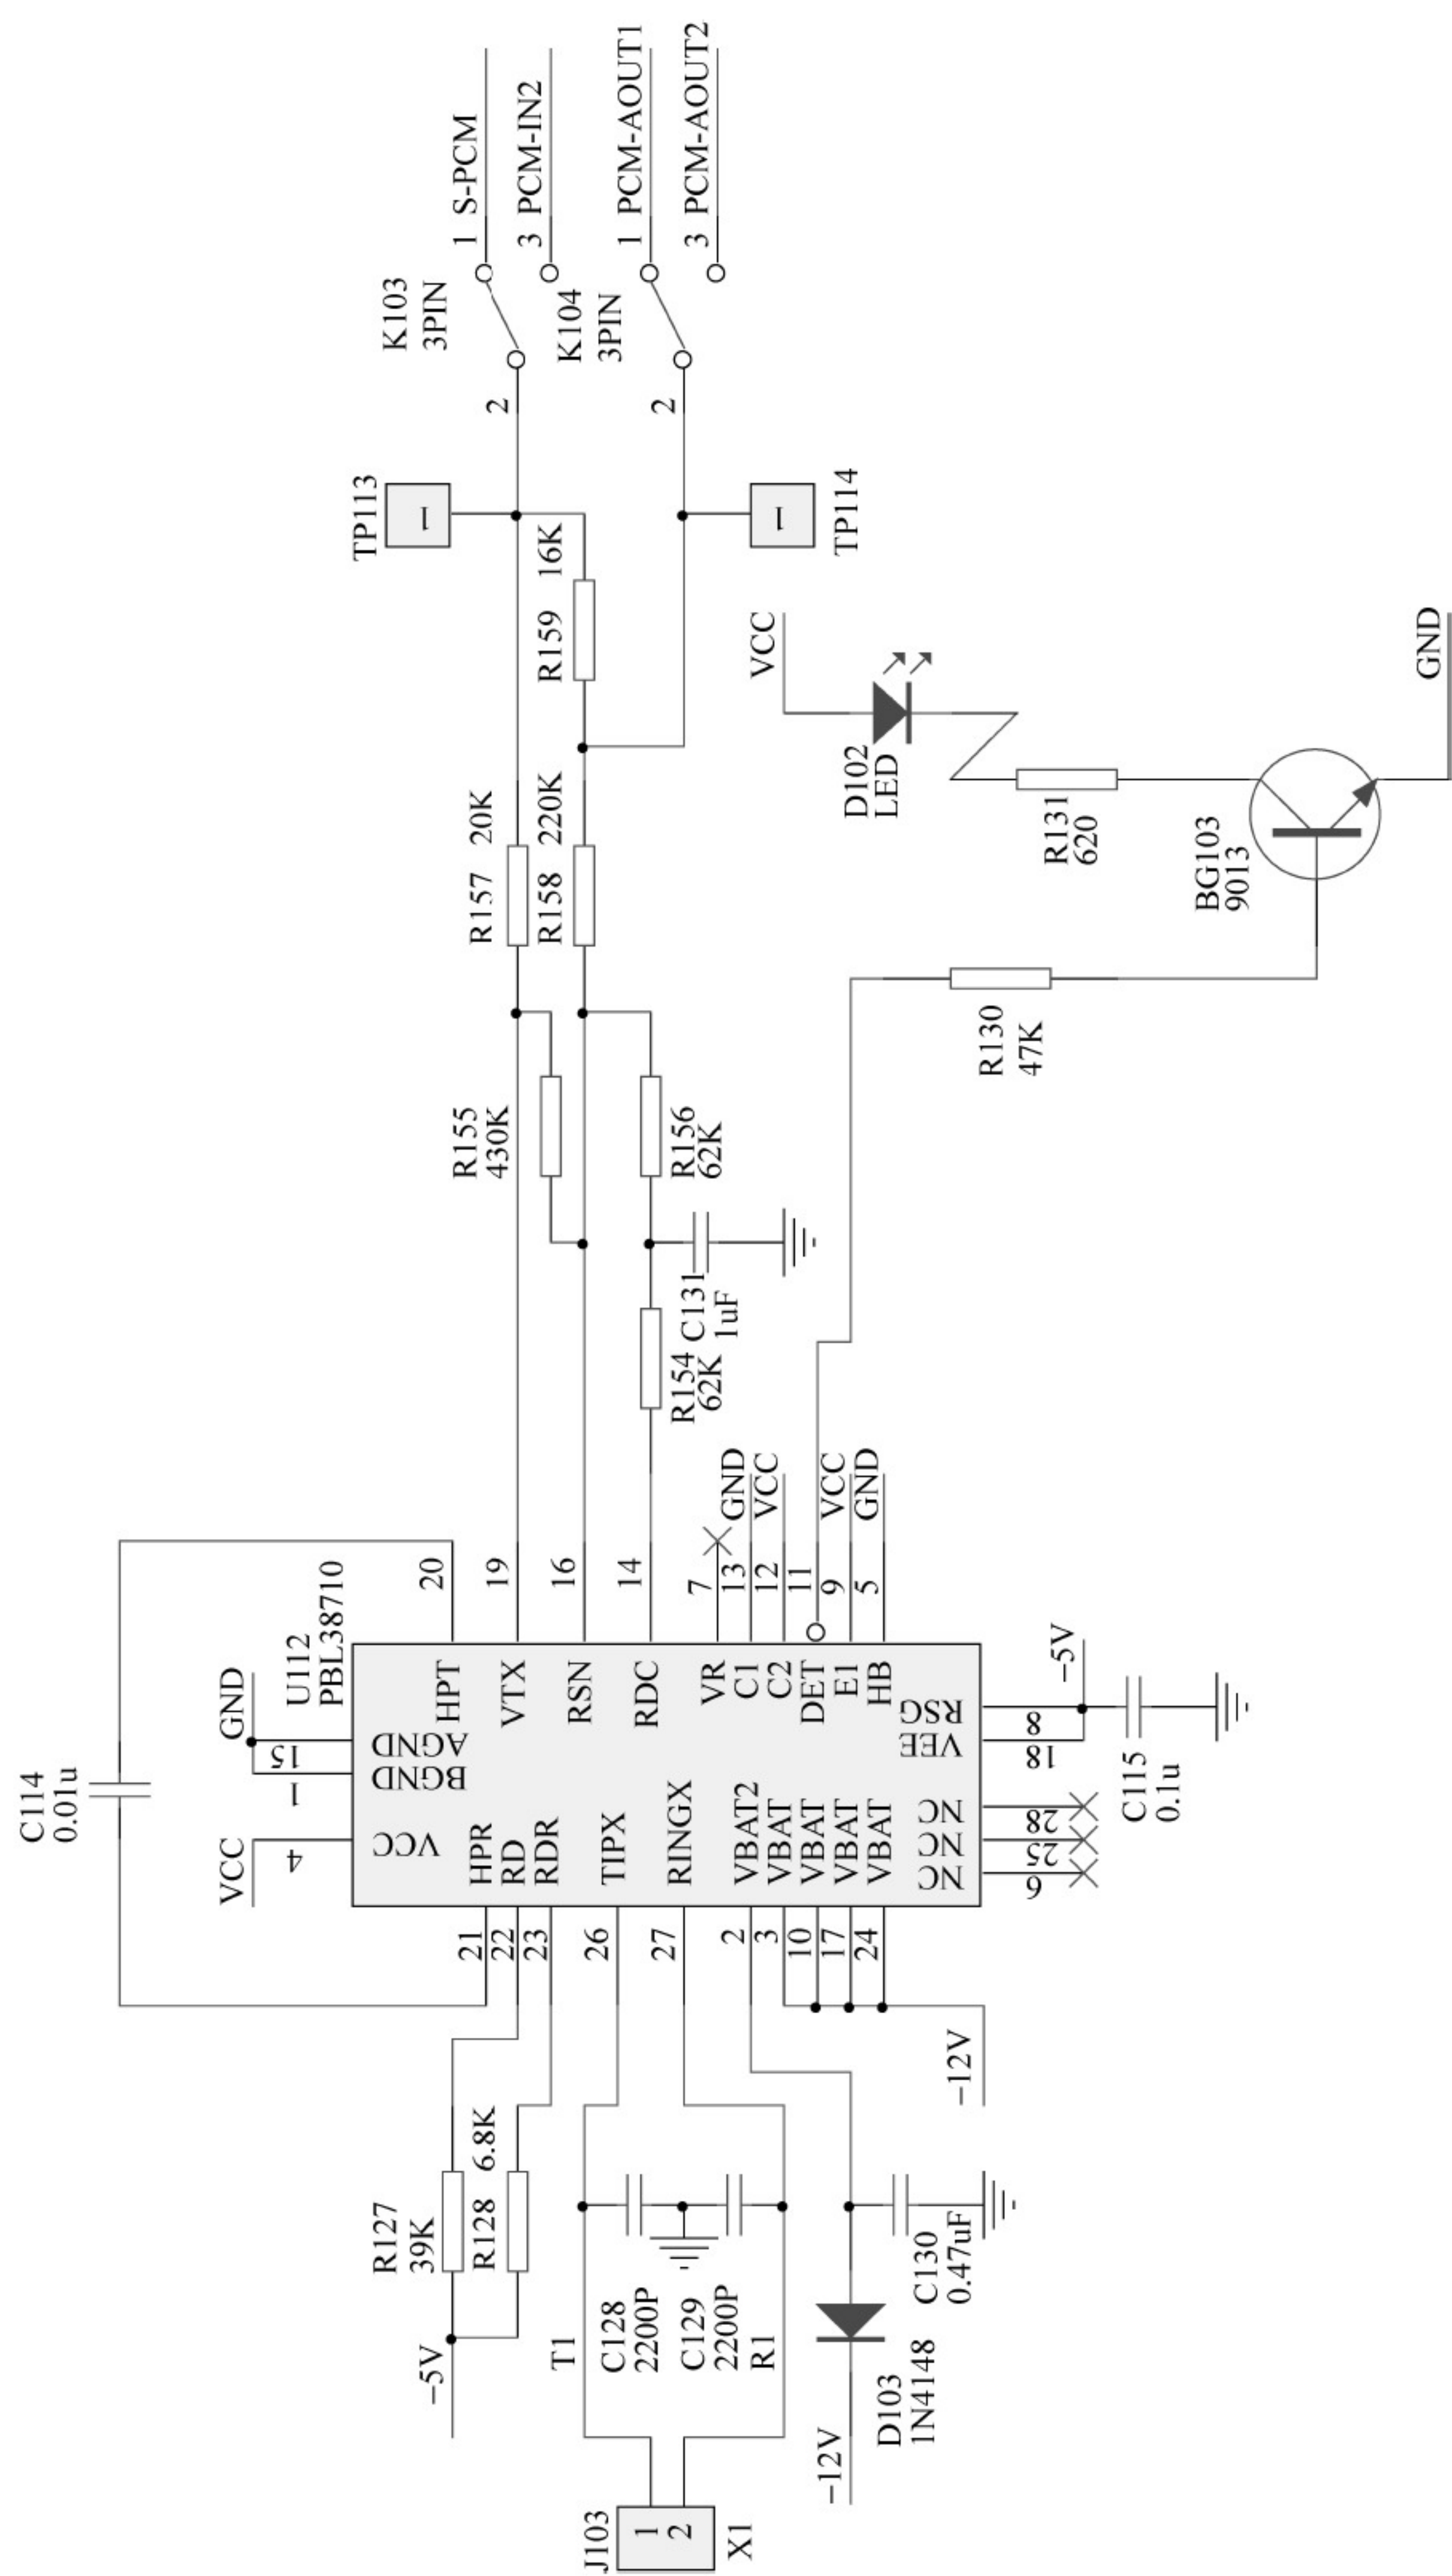 J103
1
2
X1
-5V
R127
39K
R128
6.8K
T1
C128
2200P
C129
2200P
R1
-12V
D103
1N4148
C130
0.47uF
-12V
C114
0.01u
VCC
GND
4
1
15
U112
PBL38710
21
22
23
26
27
2
3
10
17
24
VCC
BGND
AGND
HPR
RD
RDR
TIPX
RINGX
VBAT2
VBAT
VBAT
VBAT
VBAT
NC
NC
NC
VEE
RSG
6
25
28
18
8
HPT
VTX
RSN
RDC
VR
C1
C2
DET
E1
HB
20
19
16
14
7
13
12
11
9
5
GND
VCC
VCC
GND
-5V
C115
0.1u
R154
62K
C131
1uF
R155
430K
R156
62K
R157
20K
R158
220K
R159
16K
TP113
1
TP114
1
K103
3PIN
2
1
S-PCM
3
PCM-IN2
K104
3PIN
2
1
PCM-AOUT1
3
PCM-AOUT2
R130
47K
BG103
9013
R131
620
D102
LED
VCC
GND